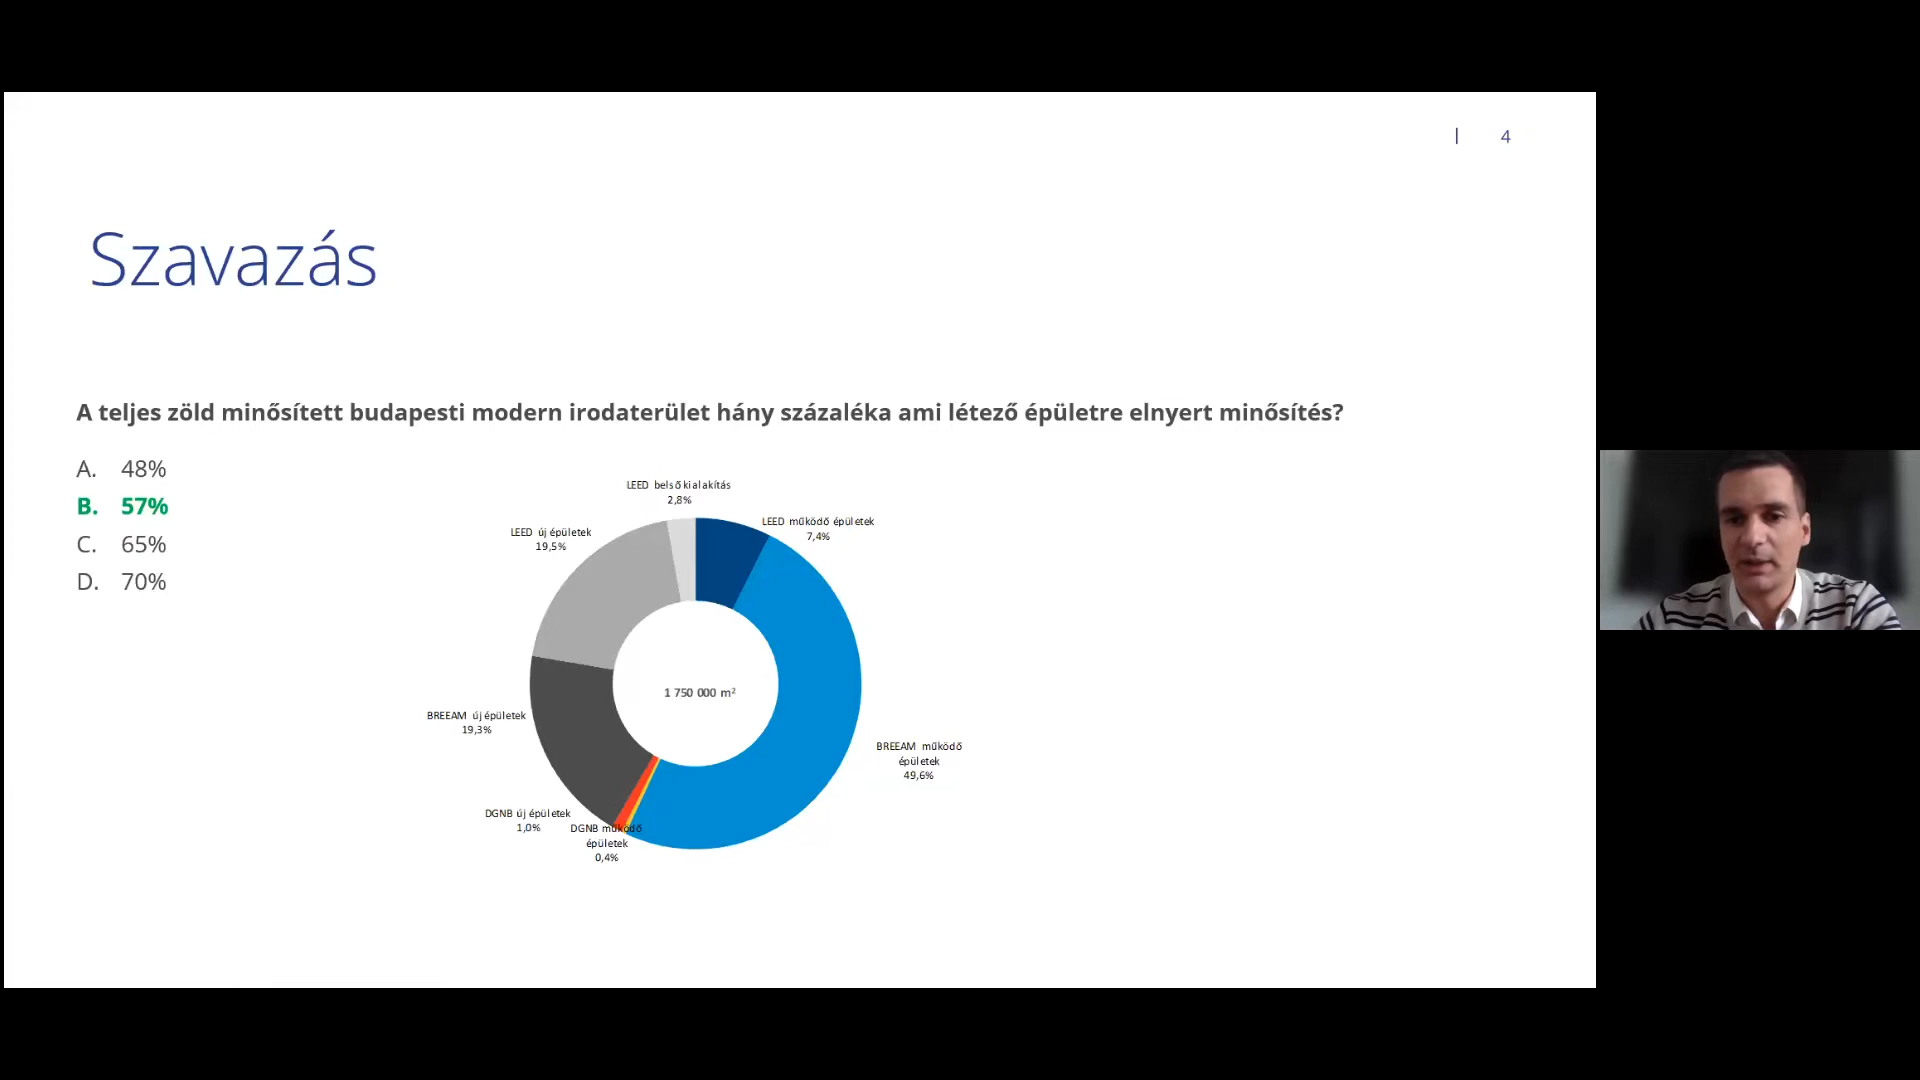 4
Szavazás
A teljes zöld minősített budapesti modern irodaterület hány százaléka ami létező épületre elnyert minősítés?
A. 48%
B. 57%
C. 65%
D. 70%
LEED belső kialakítás
2,8%
LEED működő épületek
7,4%
LEED új épületek
19,5%
1 750 000 m²
BREEAM új épületek
19,3%
BREEAM működő
épületek
49,6%
DGNB új épületek
1,0%
DGNB működő
épületek
0,4%